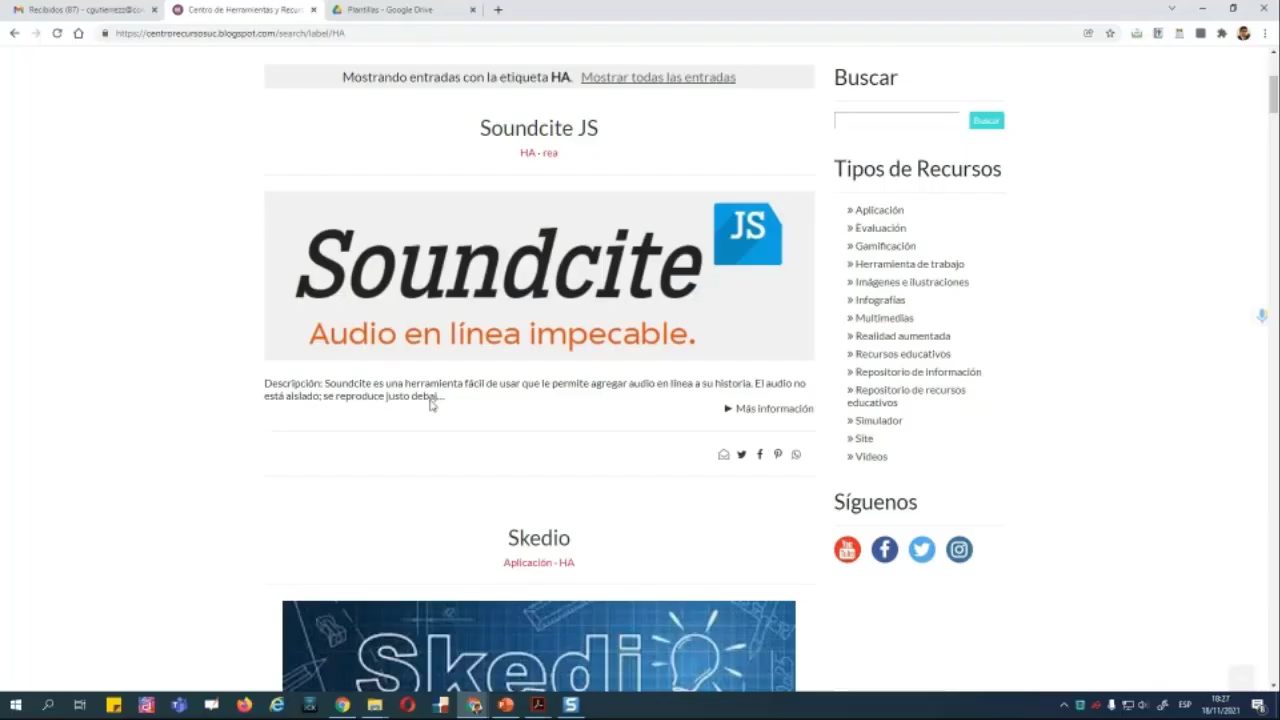 Recibidos (87) - cgutierrezz@co
Centro de Herramientas y Recur
Plantillas - Google Drive
https://centrorecursosuc.blogspot.com/search/label/HA
Mostrando entradas con la etiqueta HA. Mostrar todas las entradas
Soundcite JS
HA - rea
Soundcite
JS
Audio en línea impecable.
Descripción: Soundcite es una herramienta fácil de usar que le permite agregar audio en línea a su historia. El audio no
está aislado; se reproduce justo debaj...
► Más información
Skedio
Aplicación - HA
Skedi
Buscar
Buscar
Tipos de Recursos
» Aplicación
» Evaluación
» Gamificación
» Herramienta de trabajo
» Imágenes e ilustraciones
» Infografías
» Multimedias
» Realidad aumentada
» Recursos educativos
» Repositorio de información
» Repositorio de recursos
educativos
» Simulador
» Site
» Videos
Síguenos
You Tube
ESP
18:27
18/11/2021